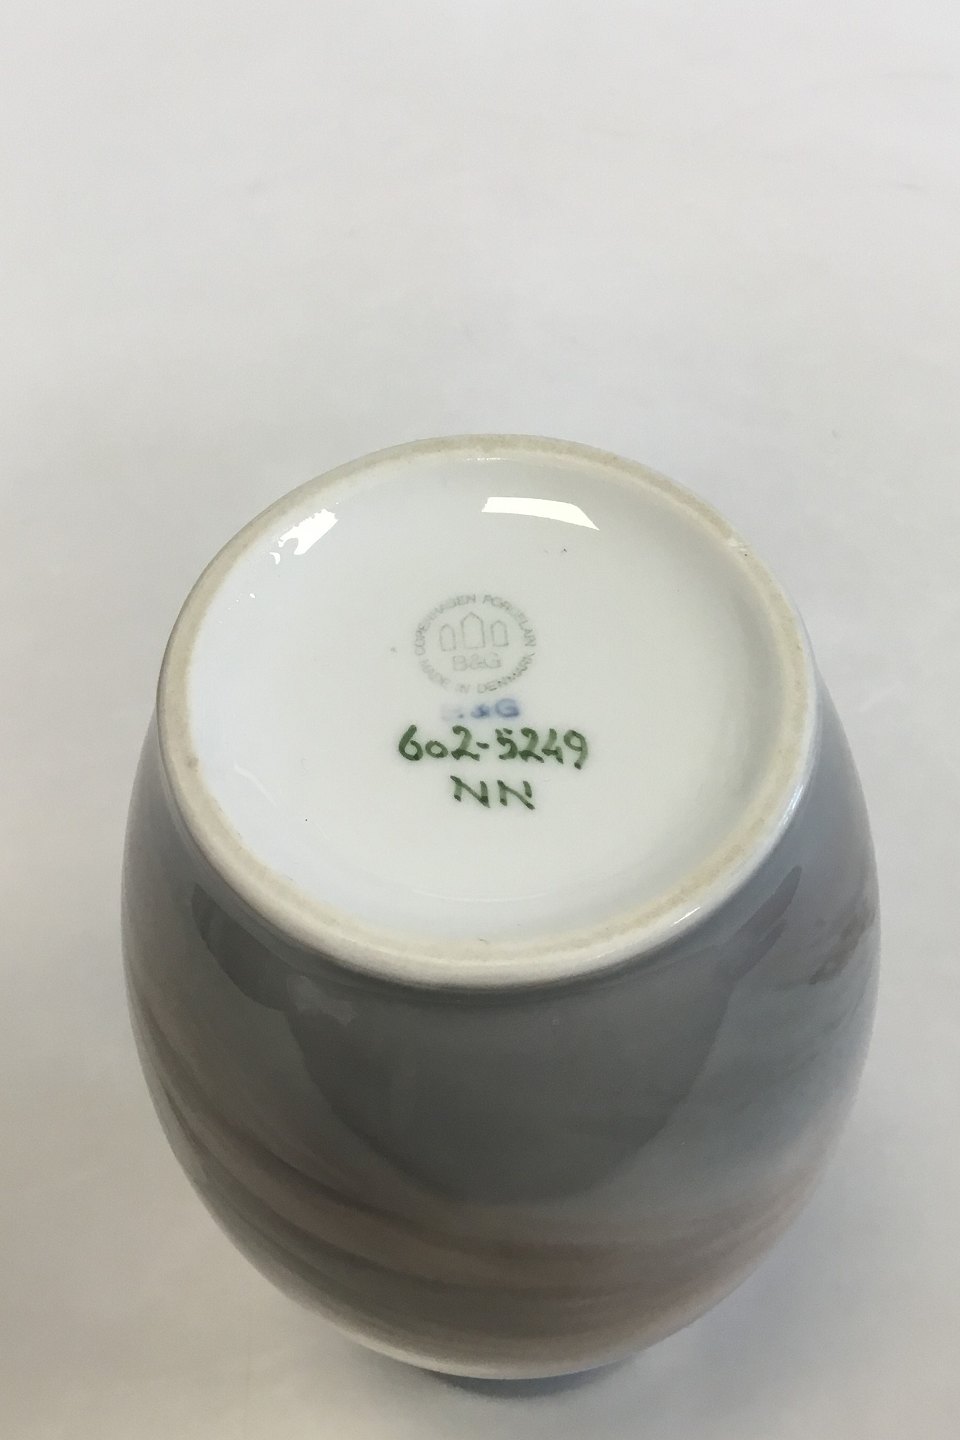 COPENHAGEN PORCELAIN
B&G
MADE IN DENMARK
B&G
602-5249
NN